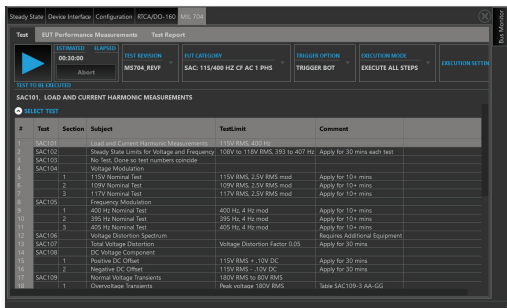 Steady State Device Interface Configuration RTCA/DO-160 MIL 704
Bus Monitor
Test EUT Performance Measurements Test Report
ESTIMATED ELAPSED TEST REVISION EUT CATEGORY TRIGGER OPTION EXECUTION MODE EXECUTION SETTIN
00:30:00 MS704_REVF SAC: 115/400 HZ CF AC 1 PHS TRIGGER BOT EXECUTE ALL STEPS
Abort
TEST TO BE EXECUTED
SAC101, LOAD AND CURRENT HARMONIC MEASUREMENTS
SELECT TEST
# Test Section Subject TestLimit Comment
1 SAC101 Load and Current Harmonic Measurements 115V RMS, 400 Hz
2 SAC102 Steady State Limits for Voltage and Frequency 108V to 118V RMS, 393 to 407 Hz Apply for 30 mins each test
3 SAC103 No Test, Done so test numbers coincide
4 SAC104 Voltage Modulation
5 1 115V Nominal Test 115V RMS, 2.5V RMS mod Apply for 10+ mins
6 2 109V Nominal Test 109V RMS, 2.5V RMS mod Apply for 10+ mins
7 3 117V Nominal Test 117V RMS, 2.5V RMS mod Apply for 10+ mins
8 SAC105 Frequency Modulation
9 1 400 Hz Nominal Test 400 Hz, 4 Hz mod Apply for 10+ mins
10 2 395 Hz Nominal Test 395 Hz, 4 Hz mod Apply for 10+ mins
11 3 405 Hz Nominal Test 405 Hz, 4 Hz mod Apply for 10+ mins
12 SAC106 Voltage Distortion Spectrum Requires Additional Equipment
13 SAC107 Total Voltage Distortion Voltage Distortion Factor 0.05 Apply for 30 mins
14 SAC108 DC Voltage Component
15 1 Positive DC Offset 115V RMS + .10V DC Apply for 30 mins
16 2 Negative DC Offset 115V RMS - .10V DC Apply for 30 mins
17 SAC109 Normal Voltage Transients 180V RMS to 80V RMS
18 1 Overvoltage Transients Peak voltage 180V RMS Table SAC109-3 AA-GG